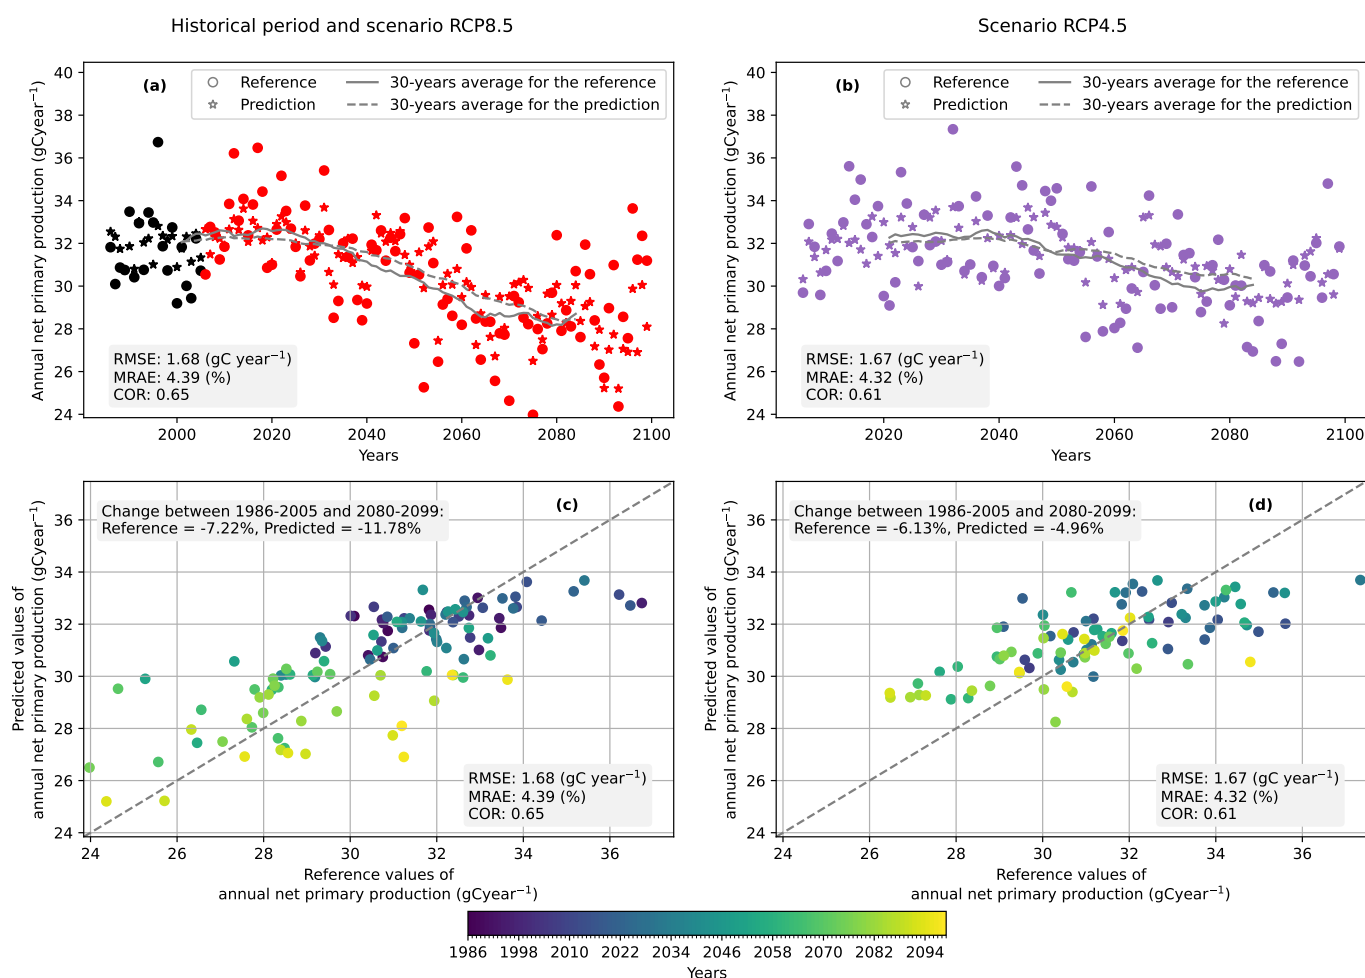 Historical period and scenario RCP8.5
Scenario RCP4.5
(a)
Reference
Prediction
30-years average for the reference
30-years average for the prediction
Annual net primary production (gCyear⁻¹)
40
38
36
34
32
30
28
26
24
RMSE: 1.68 (gC year⁻¹)
MRAE: 4.39 (%)
COR: 0.65
2000
2020
2040
2060
2080
2100
Years
(b)
Reference
Prediction
30-years average for the reference
30-years average for the prediction
Annual net primary production (gCyear⁻¹)
40
38
36
34
32
30
28
26
24
RMSE: 1.67 (gC year⁻¹)
MRAE: 4.32 (%)
COR: 0.61
2020
2040
2060
2080
2100
Years
(c)
Change between 1986-2005 and 2080-2099:
Reference = -7.22%, Predicted = -11.78%
Predicted values of
annual net primary production (gCyear⁻¹)
36
34
32
30
28
26
24
RMSE: 1.68 (gC year⁻¹)
MRAE: 4.39 (%)
COR: 0.65
24
26
28
30
32
34
36
Reference values of
annual net primary production (gCyear⁻¹)
(d)
Change between 1986-2005 and 2080-2099:
Reference = -6.13%, Predicted = -4.96%
Predicted values of
annual net primary production (gCyear⁻¹)
36
34
32
30
28
26
24
RMSE: 1.67 (gC year⁻¹)
MRAE: 4.32 (%)
COR: 0.61
24
26
28
30
32
34
36
Reference values of
annual net primary production (gCyear⁻¹)
1986
1998
2010
2022
2034
2046
2058
2070
2082
2094
Years